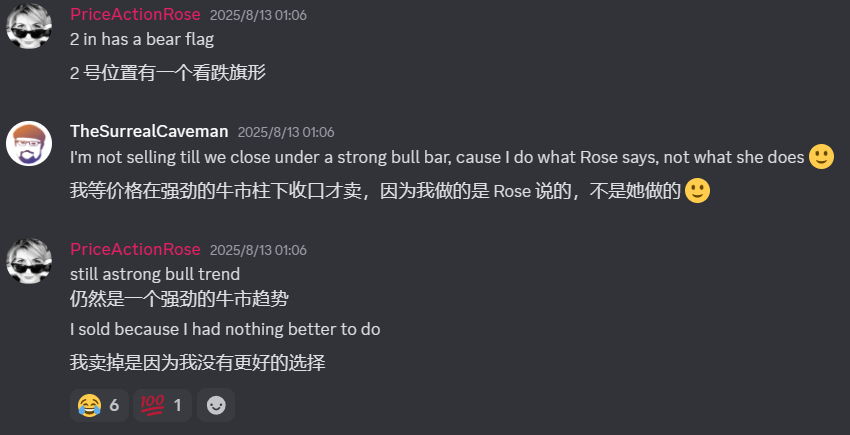 PriceActionRose 2025/8/13 01:06
2 in has a bear flag
2 号位置有一个看跌旗形
TheSurrealCaveman 2025/8/13 01:06
I'm not selling till we close under a strong bull bar, cause I do what Rose says, not what she does 🙂
我等价格在强劲的牛市柱下收口才卖，因为我做的是 Rose 说的，不是她做的 🙂
PriceActionRose 2025/8/13 01:06
still astrong bull trend
仍然是一个强劲的牛市趋势
I sold because I had nothing better to do
我卖掉是因为我没有更好的选择
😂 6 💯 1